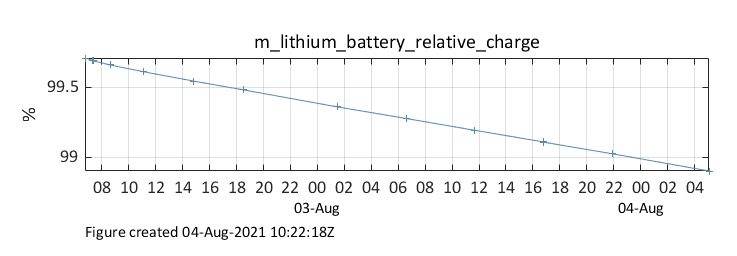 m_lithium_battery_relative_charge
%
99.5
99
08 10 12 14 16 18 20 22 00 02 04 06 08 10 12 14 16 18 20 22 00 02 04
03-Aug 04-Aug
Figure created 04-Aug-2021 10:22:18Z